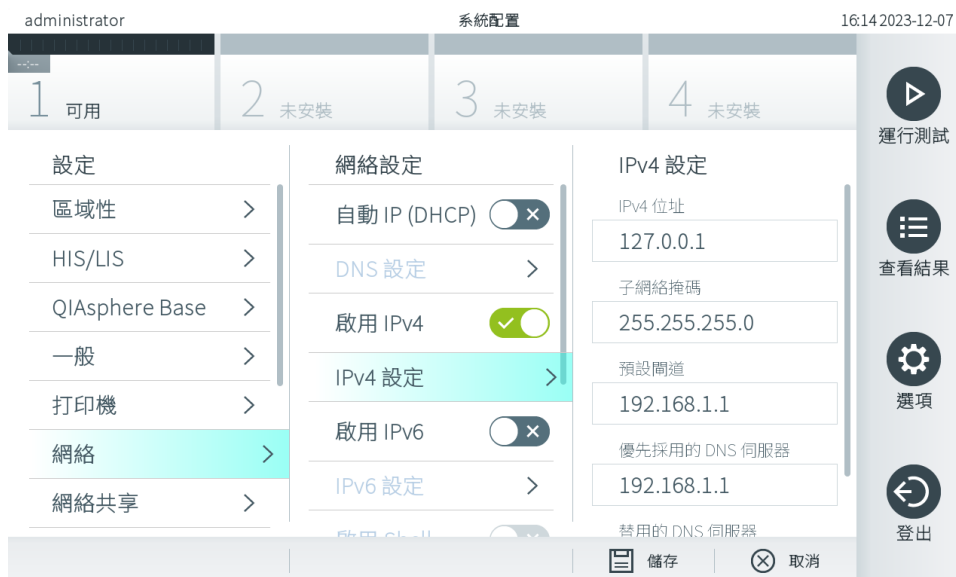 administrator
系統配置
16:14 2023-12-07
--:--
1 可用
2 未安裝
3 未安裝
4 未安裝
設定
區域性
HIS/LIS
QIAsphere Base
一般
打印機
網絡
網絡共享
網絡設定
自動 IP (DHCP)
DNS 設定
啟用 IPv4
IPv4 設定
啟用 IPv6
IPv6 設定
啟用 Shell
IPv4 設定
IPv4 位址
127.0.0.1
子網絡掩碼
255.255.255.0
預設閘道
192.168.1.1
優先採用的 DNS 伺服器
192.168.1.1
替用的 DNS 伺服器
儲存
取消
運行測試
查看結果
選項
登出